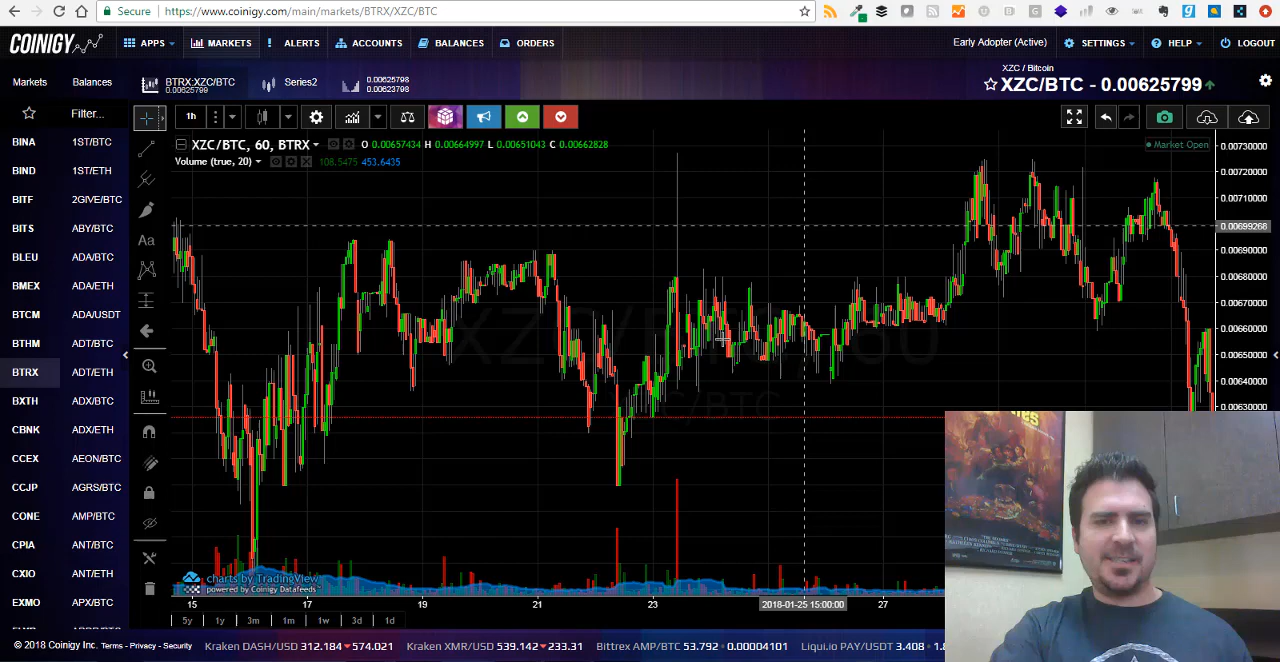 Secure https://www.coinigy.com/main/markets/BTRX/XZC/BTC
COINIGY
APPS
MARKETS
ALERTS
ACCOUNTS
BALANCES
ORDERS
Early Adopter (Active)
SETTINGS
HELP
LOGOUT
Markets
Balances
BTRX:XZC/BTC
0.00625799
Series2
0.00625798
0.00623798
XZC / Bitcoin
XZC/BTC - 0.00625799
Filter...
1h
XZC/BTC, 60, BTRX
O 0.00657434 H 0.00664997 L 0.00651043 C 0.00662828
Market Open
Volume (true, 20)
108.5475 453.6435
BINA 1ST/BTC
BIND 1ST/ETH
BITF 2GIVE/BTC
BITS ABY/BTC
BLEU ADA/BTC
BMEX ADA/ETH
BTCM ADA/USDT
BTHM ADT/BTC
BTRX ADT/ETH
BXTH ADX/BTC
CBNK ADX/ETH
CCEX AEON/BTC
CCJP AGRS/BTC
CONE AMP/BTC
CPIA ANT/BTC
CXIO ANT/ETH
EXMO APX/BTC
Aa
0.00730000
0.00720000
0.00710000
0.00699268
0.00690000
0.00680000
0.00670000
0.00660000
0.00650000
0.00640000
0.00630000
XZC/BTC
charts by TradingView
powered by Coinigy Datafeeds
15
17
19
21
23
2018-01-25 15:00:00
27
5y
1y
3m
1m
1w
3d
1d
© 2018 Coinigy Inc. Terms - Privacy - Security
Kraken DASH/USD 312.184 574.021
Kraken XMR/USD 539.142 233.31
Bittrex AMP/BTC 53.792 0.00004101
Liqui.io PAY/USDT 3.408